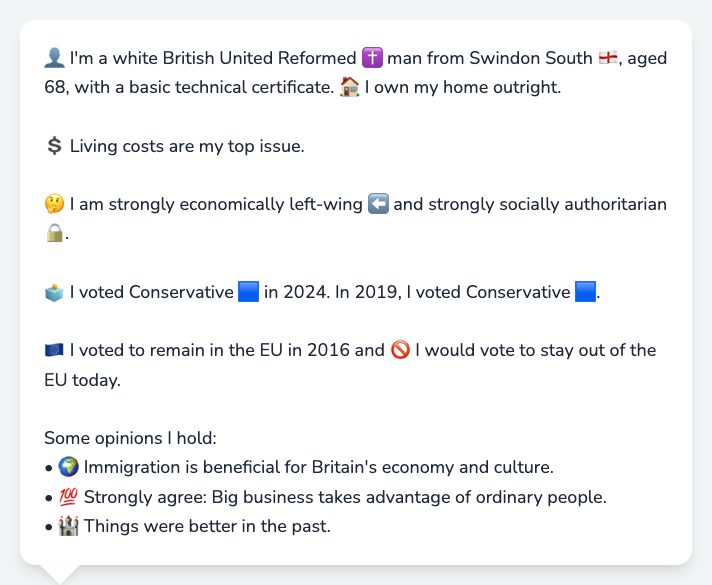 👤 I'm a white British United Reformed ✝️ man from Swindon South 🏴󠁧󠁢󠁥󠁮󠁧󠁿, aged
68, with a basic technical certificate. 🏠 I own my home outright.
💲 Living costs are my top issue.
🤔 I am strongly economically left-wing ⬅️ and strongly socially authoritarian
🔒.
🗳️ I voted Conservative 🟦 in 2024. In 2019, I voted Conservative 🟦.
🇪🇺 I voted to remain in the EU in 2016 and 🚫 I would vote to stay out of the
EU today.
Some opinions I hold:
• 🌍 Immigration is beneficial for Britain's economy and culture.
• 💯 Strongly agree: Big business takes advantage of ordinary people.
• 🏰 Things were better in the past.